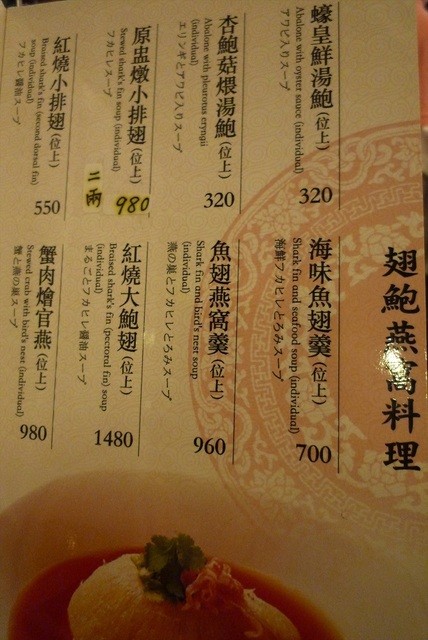 翅鮑燕窩料理
蠔皇鮮湯鮑（位上）
Abalone with oyster sauce (individual)
アワビ入りスープ
320
杏鮑菇煨湯鮑（位上）
Abalone with pleurotus eryngii
(individual)
エリンギとアワビ入りスープ
320
原盅燉小排翅（位上）
Stewed shark's fin soup (individual)
フカヒレスープ
二兩
980
紅燒小排翅（位上）
Braised shark's fin (second dorsal fin)
soup (individual)
フカヒレ醤油スープ
550
海味魚翅羹（位上）
Shark fin and seafood soup (individual)
海鮮フカヒレとろみスープ
700
魚翅燕窩羹（位上）
Shark fin and bird's nest soup
(individual)
燕の巣とフカヒレとろみスープ
960
紅燒大鮑翅（位上）
Braised shark's fin (pectoral fin) soup
(individual)
まるごとフカヒレ醤油スープ
1480
蟹肉燴官燕（位上）
Stewed crab with bird's nest (individual)
蟹と燕の巣スープ
980